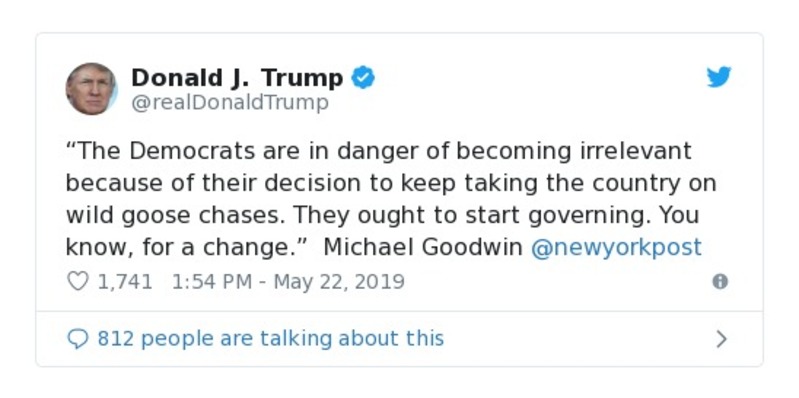 Donald J. Trump
@realDonaldTrump
“The Democrats are in danger of becoming irrelevant
because of their decision to keep taking the country on
wild goose chases. They ought to start governing. You
know, for a change.”  Michael Goodwin @newyorkpost
1,741 1:54 PM - May 22, 2019
812 people are talking about this